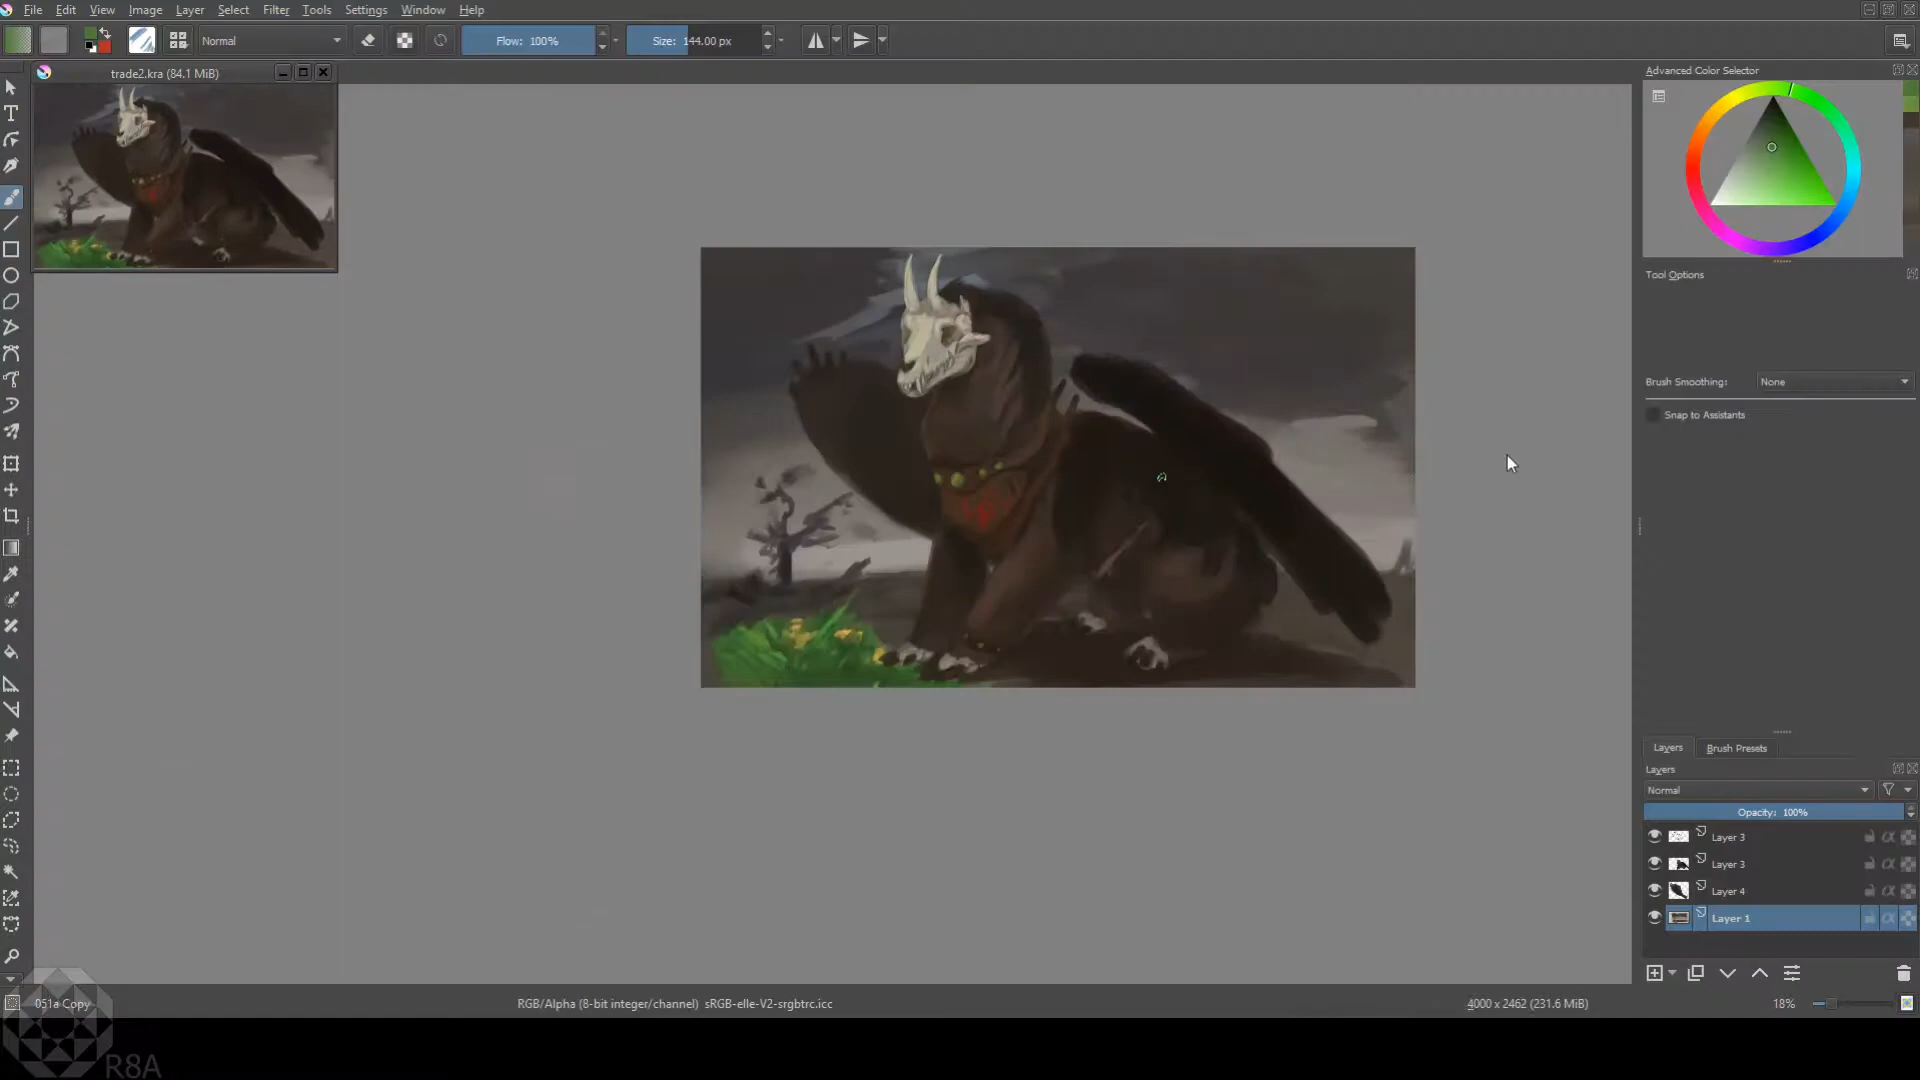 File Edit View Image Layer Select Filter Tools Settings Window Help
Normal Flow: 100% Size: 144.00 px
trade2.kra (84.1 MiB)
Advanced Color Selector
Tool Options
Brush Smoothing: None
Snap to Assistants
Layers Brush Presets
Layers
Normal
Opacity: 100%
Layer 3
Layer 3
Layer 4
Layer 1
051a Copy RGB/Alpha (8-bit integer/channel) sRGB-elle-V2-srgbtrc.icc 4000 x 2462 (231.6 MiB) 18%
R8A